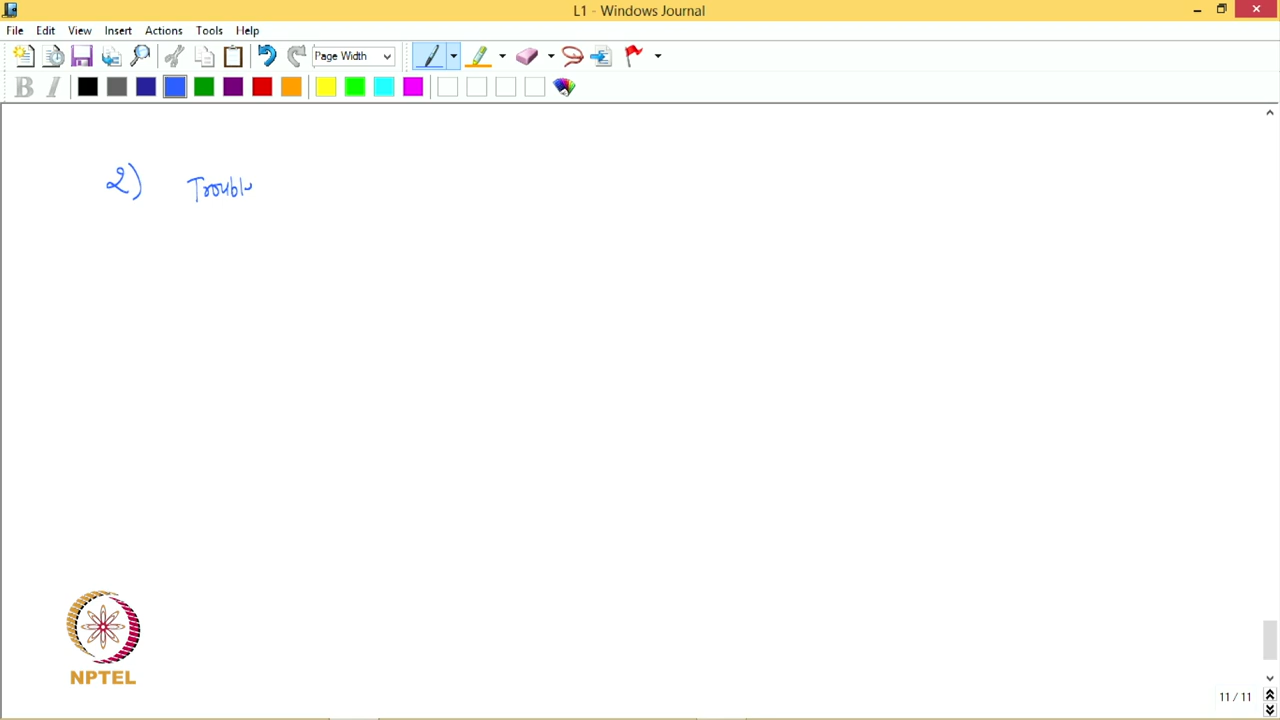 L1 - Windows Journal
File Edit View Insert Actions Tools Help
Page Width
B I
2) Trouble
NPTEL
11 / 11